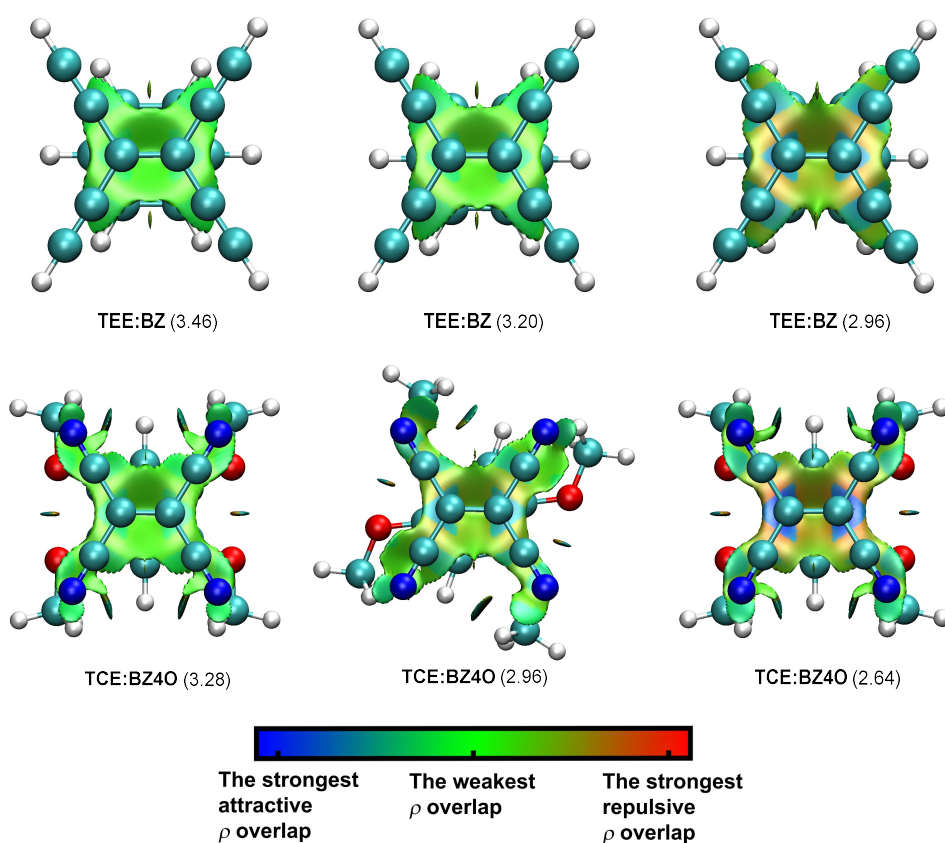 TEE:BZ (3.46)
TEE:BZ (3.20)
TEE:BZ (2.96)
TCE:BZ4O (3.28)
TCE:BZ4O (2.96)
TCE:BZ4O (2.64)
The strongest
attractive
ρ overlap
The weakest
ρ overlap
The strongest
repulsive
ρ overlap